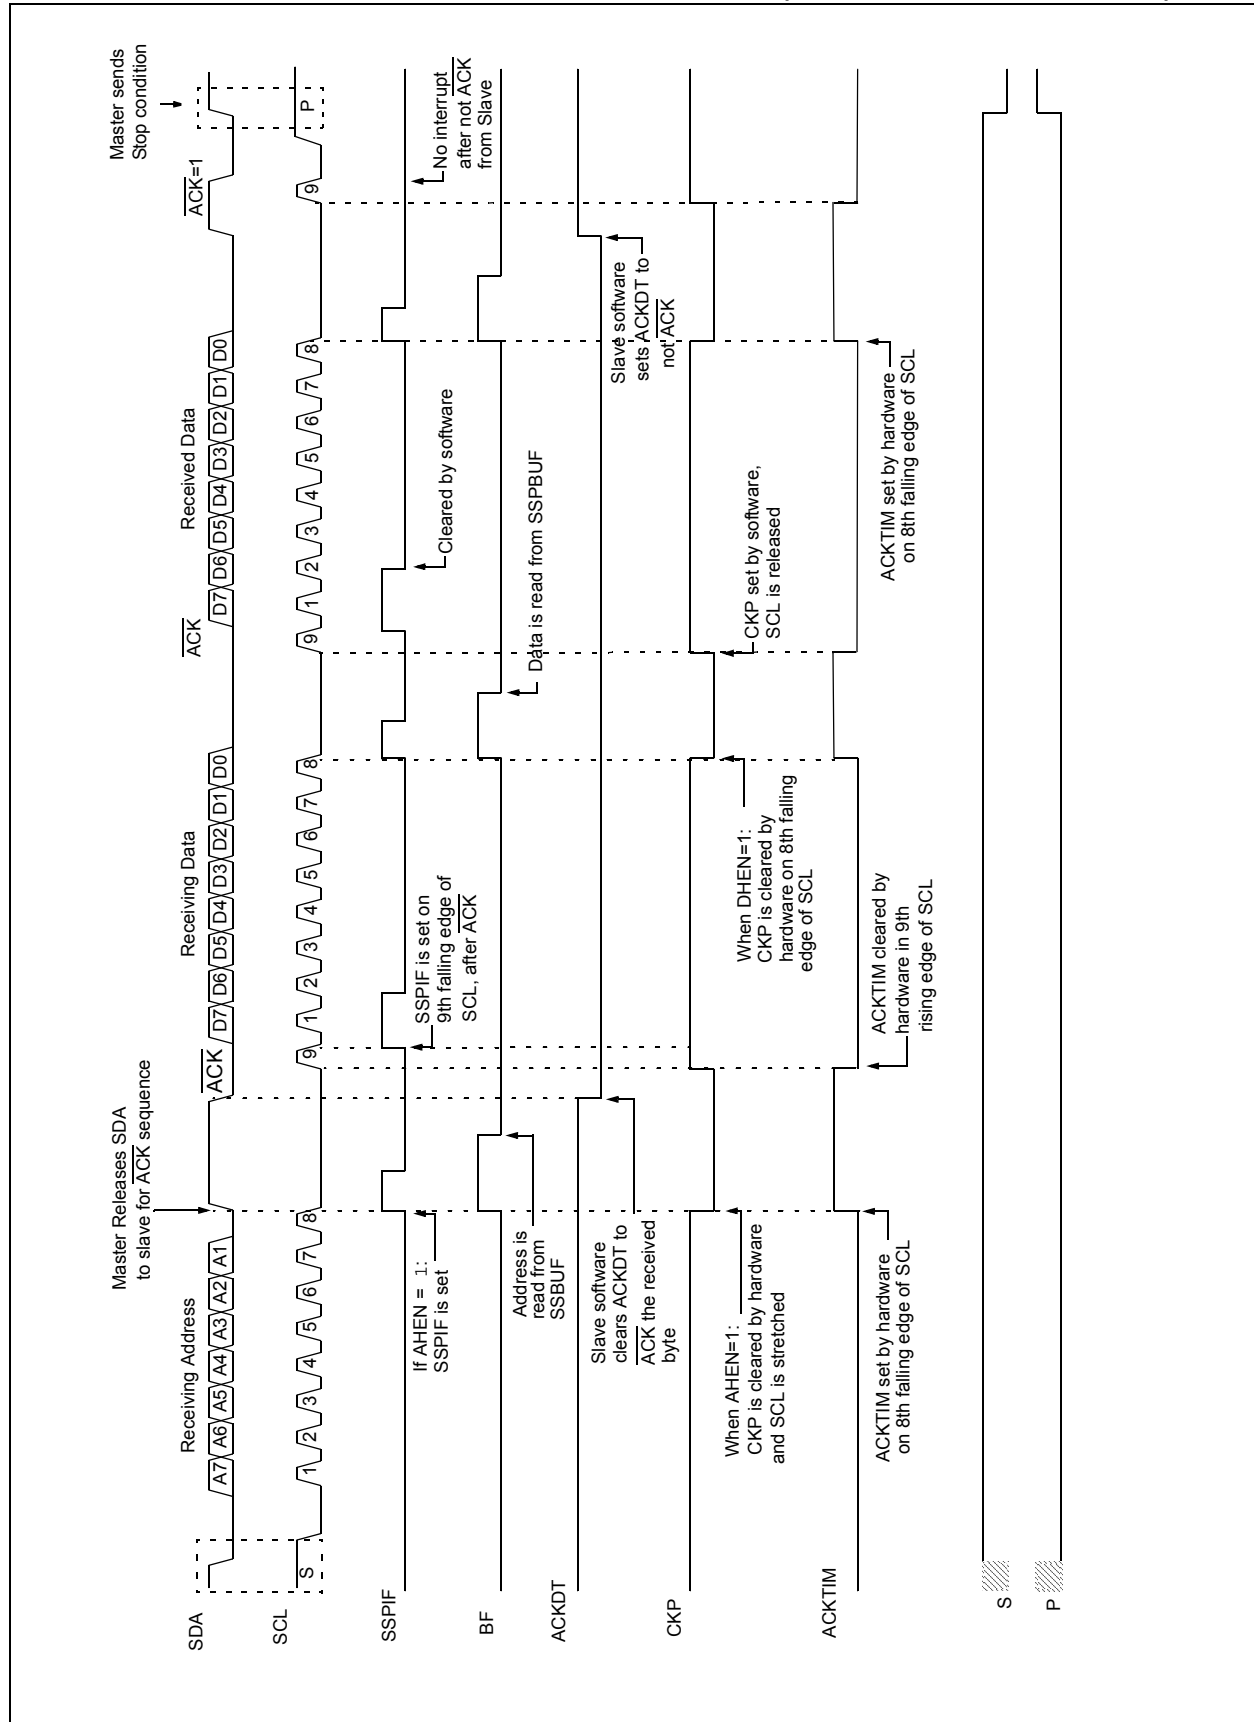 Master Releases SDA
to slave for ACK sequence
Master sends
Stop condition
Receiving Address
ACK
Receiving Data
ACK
Received Data
ACK=1
SDA
A7 A6 A5 A4 A3 A2 A1
D7 D6 D5 D4 D3 D2 D1 D0
D7 D6 D5 D4 D3 D2 D1 D0
SCL
S
1 2 3 4 5 6 7 8
9 1 2 3 4 5 6 7 8
9 1 2 3 4 5 6 7 8
9
P
SSPIF
If AHEN = 1:
SSPIF is set
SSPIF is set on
9th falling edge of
SCL, after ACK
Cleared by software
No interrupt
after not ACK
from Slave
BF
Address is
read from
SSBUF
Data is read from SSPBUF
ACKDT
Slave software
clears ACKDT to
ACK the received
byte
Slave software
sets ACKDT to
not ACK
CKP
When AHEN=1:
CKP is cleared by hardware
and SCL is stretched
When DHEN=1:
CKP is cleared by
hardware on 8th falling
edge of SCL
CKP set by software,
SCL is released
ACKTIM
ACKTIM set by hardware
on 8th falling edge of SCL
ACKTIM cleared by
hardware in 9th
rising edge of SCL
ACKTIM set by hardware
on 8th falling edge of SCL
S
P